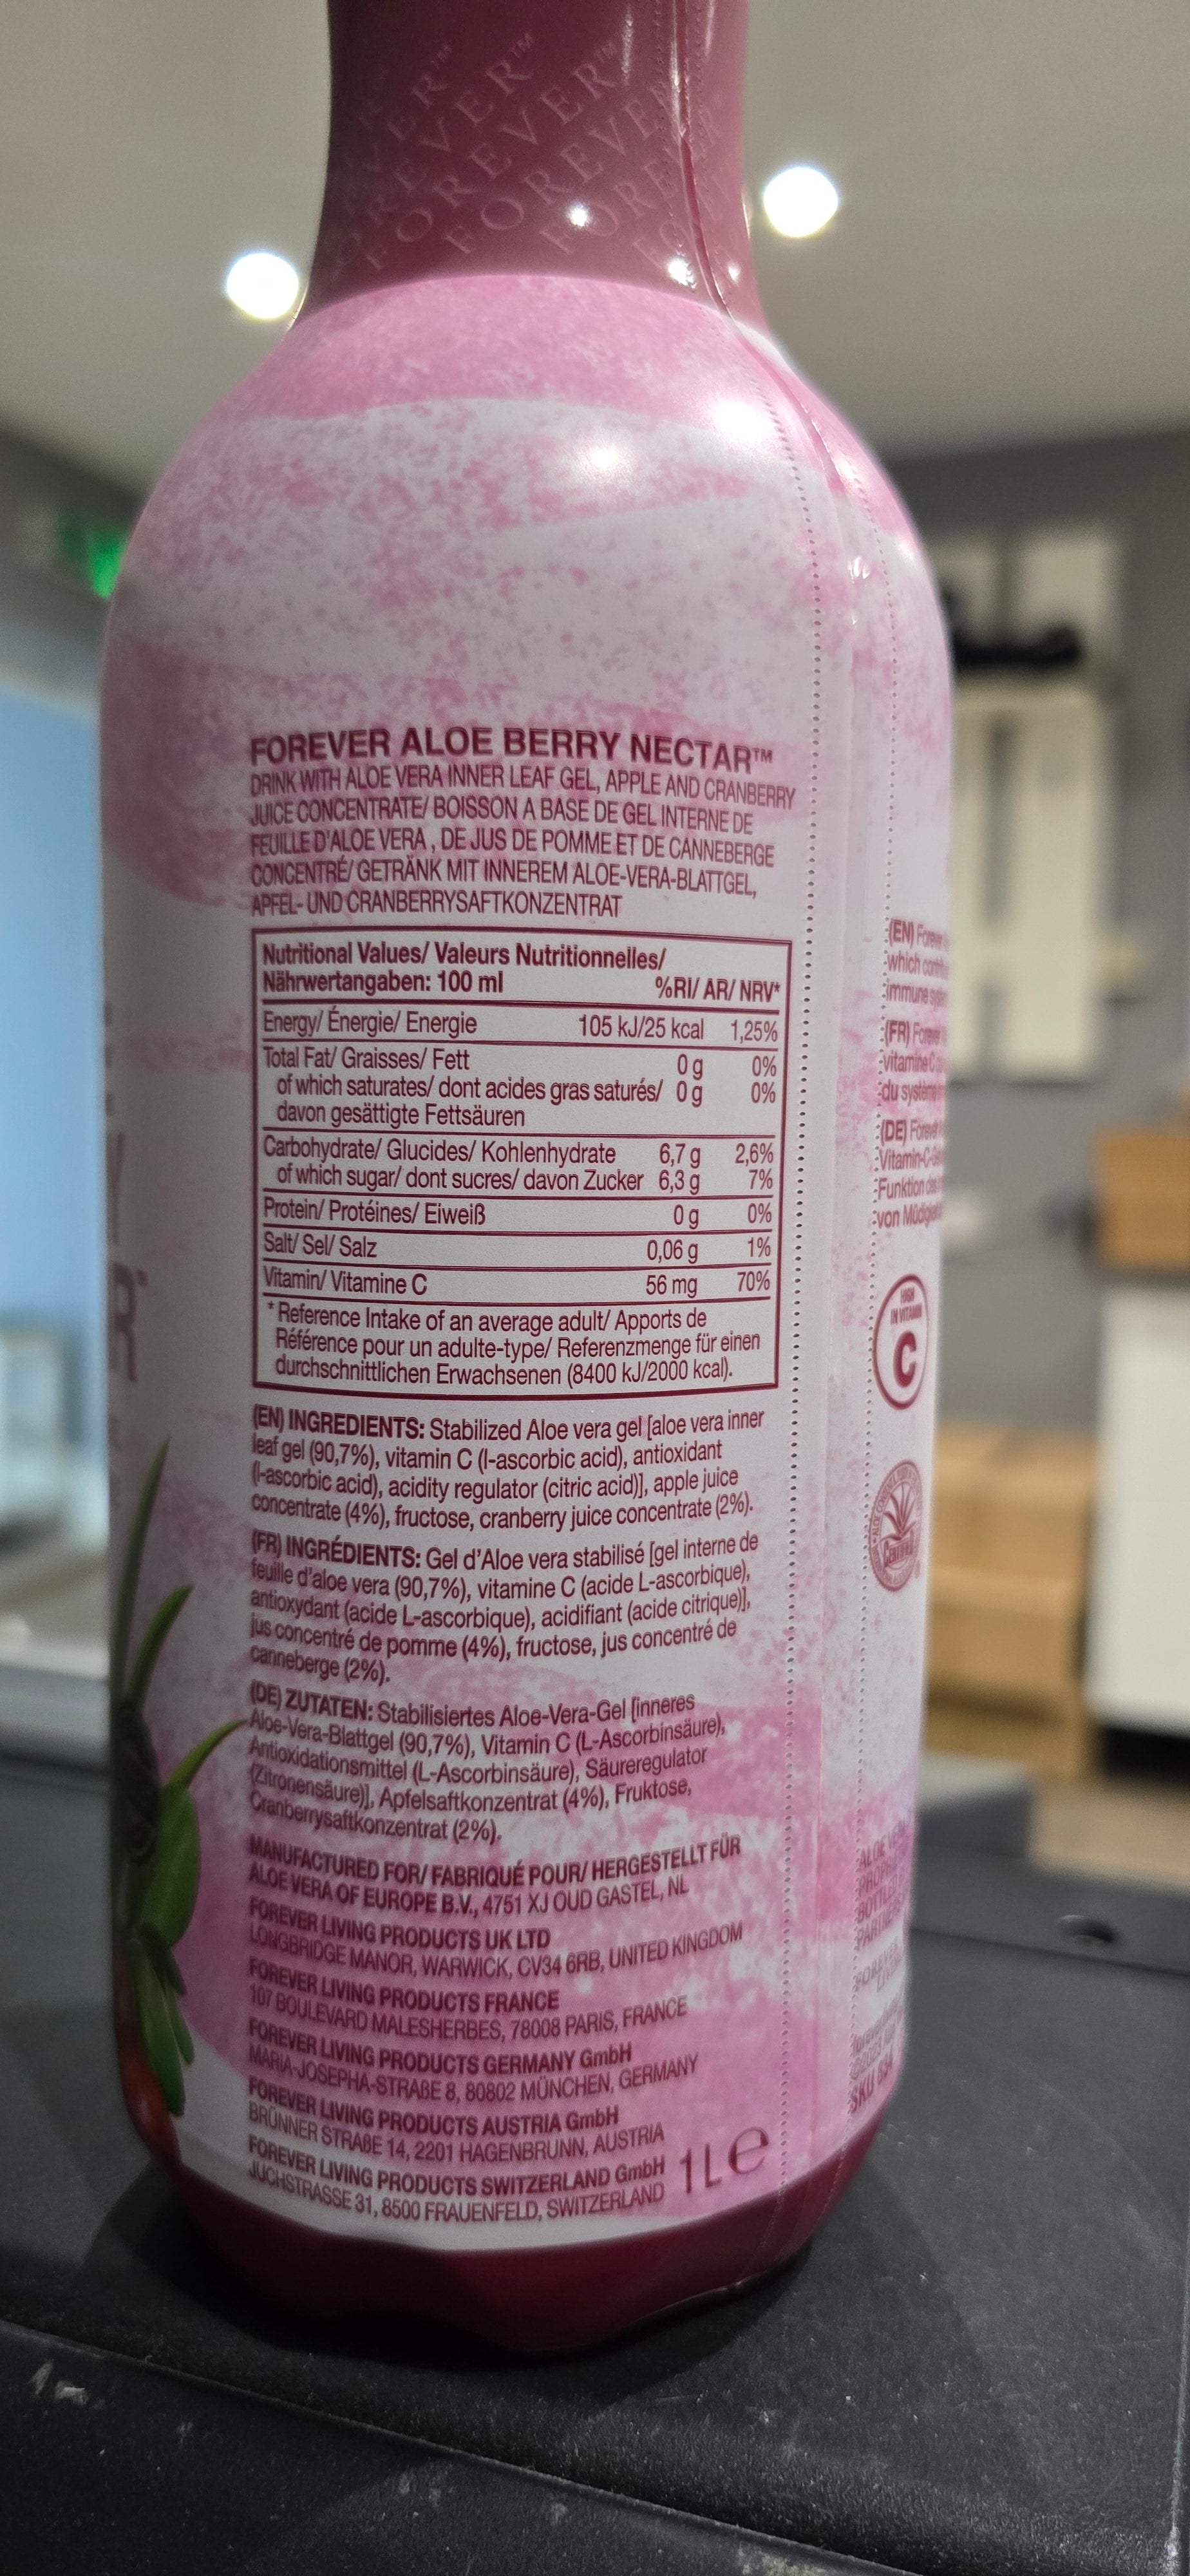 FOREVER™
FOREVER™
FOREVER ALOE BERRY NECTAR™
DRINK WITH ALOE VERA INNER LEAF GEL, APPLE AND CRANBERRY
JUICE CONCENTRATE/ BOISSON A BASE DE GEL INTERNE DE
FEUILLE D'ALOE VERA , DE JUS DE POMME ET DE CANNEBERGE
CONCENTRÉ/ GETRÄNK MIT INNEREM ALOE-VERA-BLATTGEL,
APFEL- UND CRANBERRYSAFTKONZENTRAT
Nutritional Values/ Valeurs Nutritionnelles/
Nährwertangaben: 100 ml %RI/ AR/ NRV*
Energy/ Énergie/ Energie 105 kJ/25 kcal 1,25%
Total Fat/ Graisses/ Fett 0 g 0%
of which saturates/ dont acides gras saturés/ 0 g 0%
davon gesättigte Fettsäuren
Carbohydrate/ Glucides/ Kohlenhydrate 6,7 g 2,6%
of which sugar/ dont sucres/ davon Zucker 6,3 g 7%
Protein/ Protéines/ Eiweiß 0 g 0%
Salt/ Sel/ Salz 0,06 g 1%
Vitamin/ Vitamine C 56 mg 70%
* Reference Intake of an average adult/ Apports de
Référence pour un adulte-type/ Referenzmenge für einen
durchschnittlichen Erwachsenen (8400 kJ/2000 kcal).
(EN) INGREDIENTS: Stabilized Aloe vera gel [aloe vera inner
leaf gel (90,7%), vitamin C (l-ascorbic acid), antioxidant
(l-ascorbic acid), acidity regulator (citric acid)], apple juice
concentrate (4%), fructose, cranberry juice concentrate (2%).
(FR) INGRÉDIENTS: Gel d'Aloe vera stabilisé [gel interne de
feuille d'aloe vera (90,7%), vitamine C (acide L-ascorbique),
antioxydant (acide L-ascorbique), acidifiant (acide citrique)],
jus concentré de pomme (4%), fructose, jus concentré de
canneberge (2%).
(DE) ZUTATEN: Stabilisiertes Aloe-Vera-Gel [inneres
Aloe-Vera-Blattgel (90,7%), Vitamin C (L-Ascorbinsäure),
Antioxidationsmittel (L-Ascorbinsäure), Säureregulator
(Zitronensäure)], Apfelsaftkonzentrat (4%), Fruktose,
Cranberrysaftkonzentrat (2%).
MANUFACTURED FOR/ FABRIQUÉ POUR/ HERGESTELLT FÜR
ALOE VERA OF EUROPE B.V., 4751 XJ OUD GASTEL, NL
FOREVER LIVING PRODUCTS UK LTD
LONGBRIDGE MANOR, WARWICK, CV34 6RB, UNITED KINGDOM
FOREVER LIVING PRODUCTS FRANCE
107 BOULEVARD MALESHERBES, 78008 PARIS, FRANCE
FOREVER LIVING PRODUCTS GERMANY GmbH
MARIA-JOSEPHA-STRAßE 8, 80802 MÜNCHEN, GERMANY
FOREVER LIVING PRODUCTS AUSTRIA GmbH
BRÜNNER STRAßE 14, 2201 HAGENBRUNN, AUSTRIA
FOREVER LIVING PRODUCTS SWITZERLAND GmbH
JUCHSTRASSE 31, 8500 FRAUENFELD, SWITZERLAND
1L e
(EN) Forever
which
immune
(FR)
vitamine C
du système
(DE)
Vitamin-C-
Funktion
von
HIGH
IN VITAMIN
C
SKU